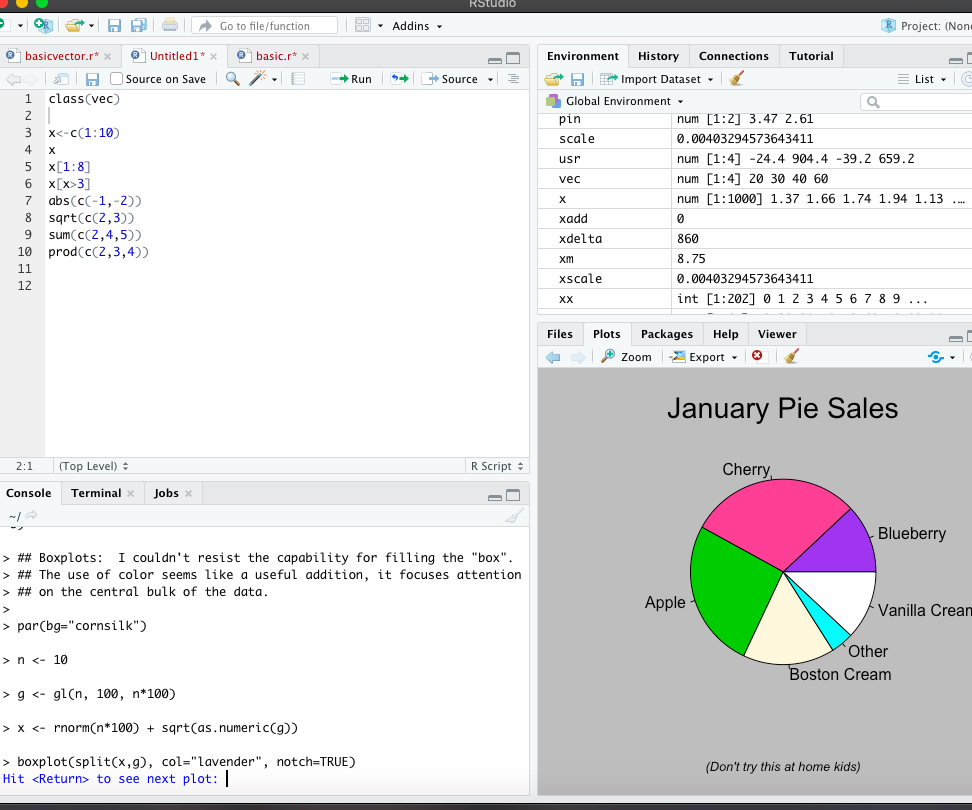 RStudio
Go to file/function
Addins
Project: (None
basicvector.r*
Untitled1*
basic.r*
Source on Save
Run
Source
1 class(vec)
2
3 x<-c(1:10)
4 x
5 x[1:8]
6 x[x>3]
7 abs(c(-1,-2))
8 sqrt(c(2,3))
9 sum(c(2,4,5))
10 prod(c(2,3,4))
11
12
2:1 (Top Level) R Script
Console Terminal Jobs
~/
> ## Boxplots:  I couldn't resist the capability for filling the "box".
> ## The use of color seems like a useful addition, it focuses attention
> ## on the central bulk of the data.
>
> par(bg="cornsilk")
> n <- 10
> g <- gl(n, 100, n*100)
> x <- rnorm(n*100) + sqrt(as.numeric(g))
> boxplot(split(x,g), col="lavender", notch=TRUE)
Hit <Return> to see next plot:
Environment History Connections Tutorial
Import Dataset
List
Global Environment
pin num [1:2] 3.47 2.61
scale 0.00403294573643411
usr num [1:4] -24.4 904.4 -39.2 659.2
vec num [1:4] 20 30 40 60
x num [1:1000] 1.37 1.66 1.74 1.94 1.13 ...
xadd 0
xdelta 860
xm 8.75
xscale 0.00403294573643411
xx int [1:202] 0 1 2 3 4 5 6 7 8 9 ...
Files Plots Packages Help Viewer
Zoom
Export
January Pie Sales
Cherry
Blueberry
Apple
Vanilla Cream
Other
Boston Cream
(Don't try this at home kids)